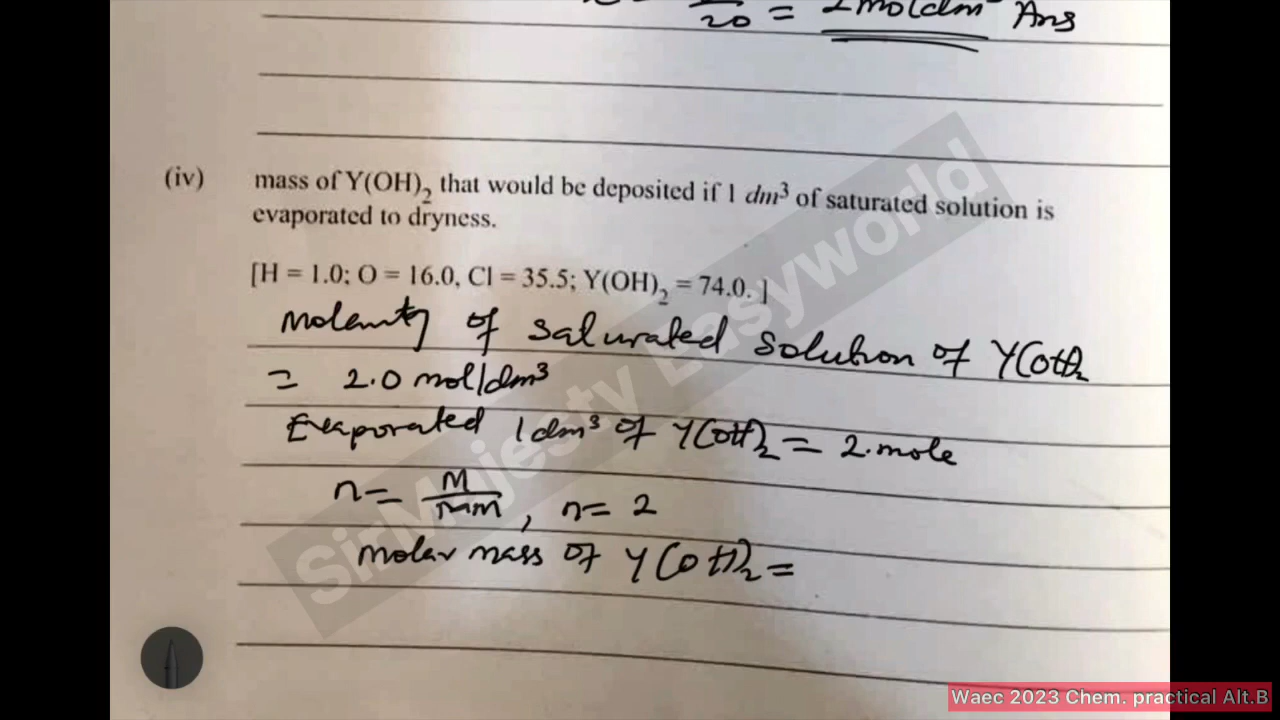 20 = 2moldm Ans
(iv) mass of Y(OH)₂ that would be deposited if 1 dm³ of saturated solution is
evaporated to dryness.
[H = 1.0; O = 16.0, Cl = 35.5; Y(OH)₂ = 74.0. ]
Molarity of saturated solution of Y(OH)₂
= 2.0 mol/dm³
Evaporated 1dm³ of Y(OH)₂ = 2.mole
n = M/MM, n = 2
molar mass of Y(OH)₂ =
SirMajesty Easyworld
Waec 2023 Chem. practical Alt.B